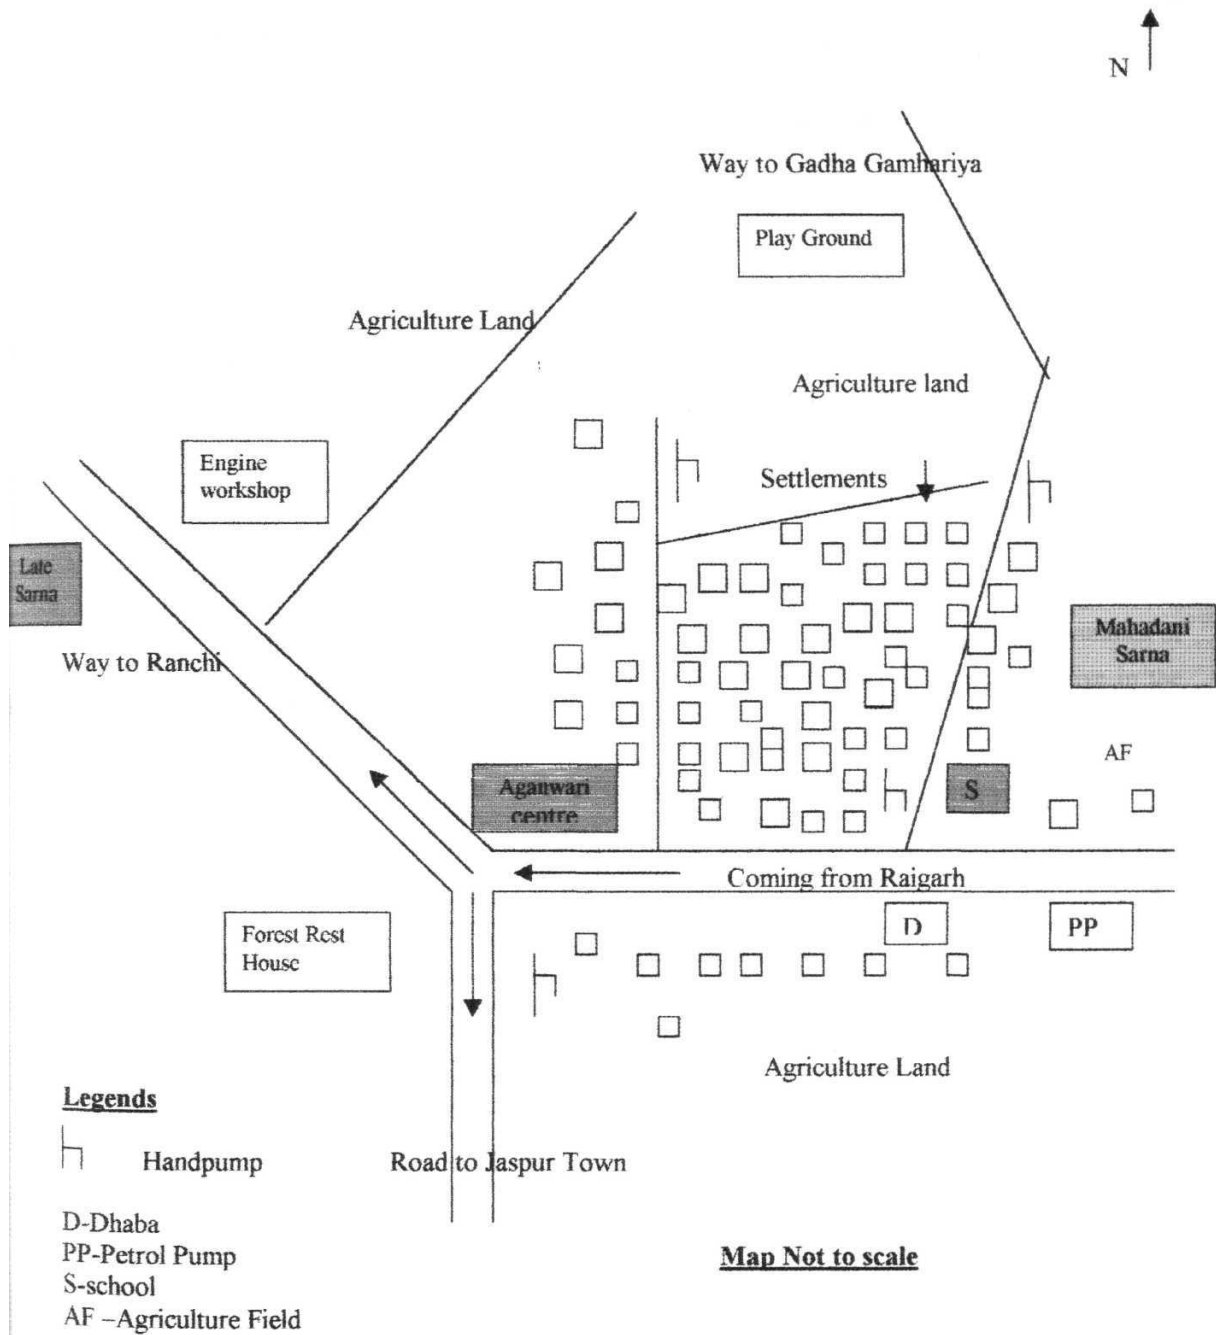 N
Way to Gadha Gamhariya
Play Ground
Agriculture Land
Agriculture land
Engine
workshop
Settlements
Late
Sarna
Mahadani
Sarna
Way to Ranchi
AF
Aganwari
centre
S
Coming from Raigarh
D
PP
Forest Rest
House
Agriculture Land
Legends
Handpump
Road to Jaspur Town
D-Dhaba
PP-Petrol Pump
S-school
AF –Agriculture Field
Map Not to scale